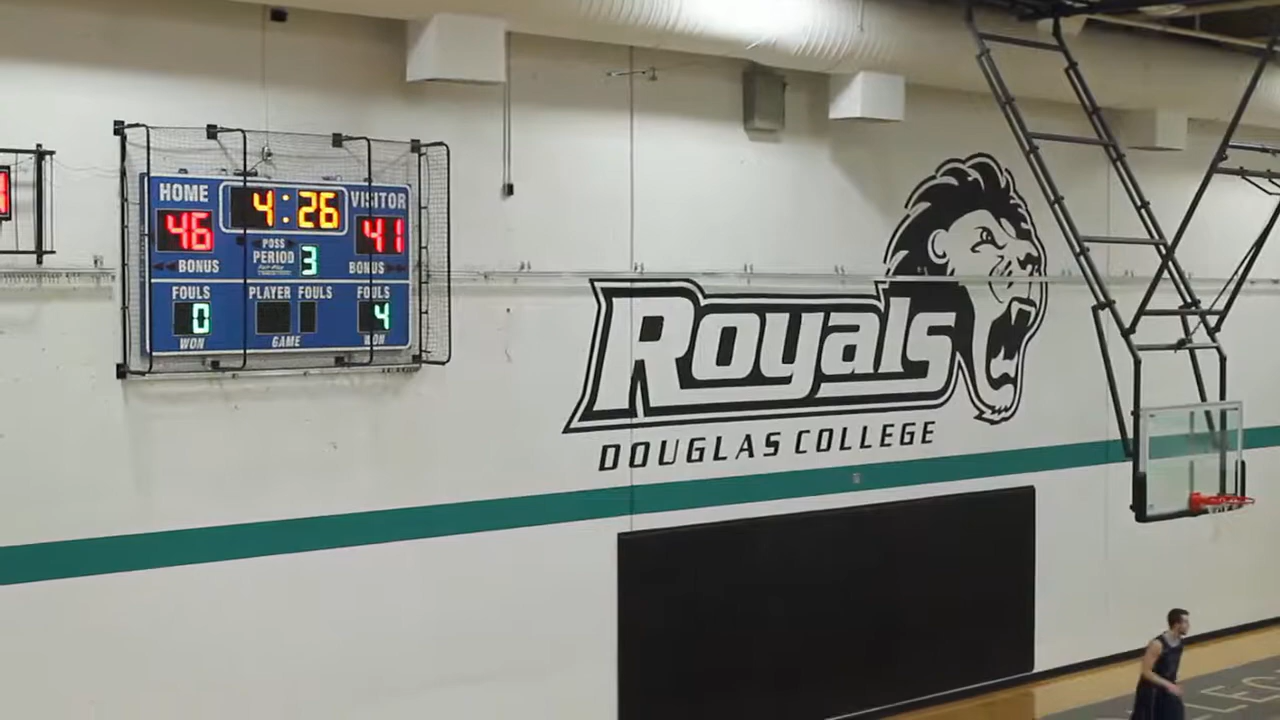 HOME
4:26
VISITOR
46
41
POSS
PERIOD
3
BONUS
BONUS
FOULS
PLAYER FOULS
FOULS
0
4
WON
GAME
WON
Royals
DOUGLAS COLLEGE